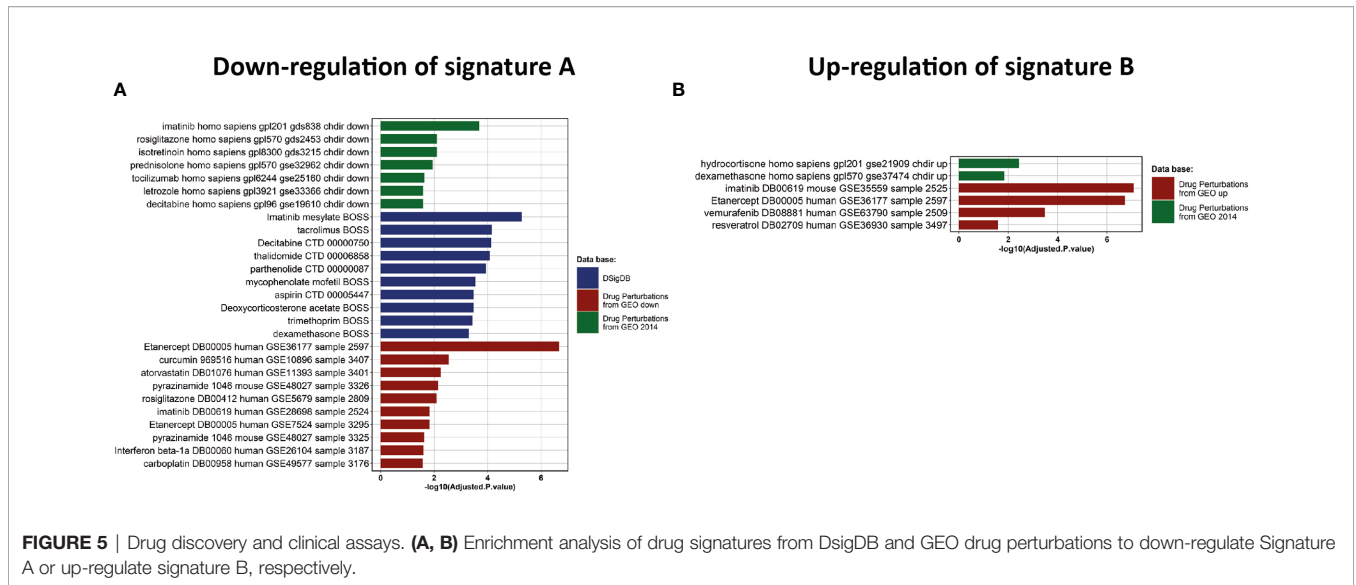 Down-regulation of signature A
A
imatinib homo sapiens gpl201 gds838 chdir down
rosiglitazone homo sapiens gpl570 gds2453 chdir down
isotretinoin homo sapiens gpl8300 gds3215 chdir down
prednisolone homo sapiens gpl570 gse32962 chdir down
tocilizumab homo sapiens gpl6244 gse25160 chdir down
letrozole homo sapiens gpl3921 gse33366 chdir down
decitabine homo sapiens gpl96 gse19610 chdir down
Imatinib mesylate BOSS
tacrolimus BOSS
Decitabine CTD 00000750
thalidomide CTD 00006858
parthenolide CTD 00000087
mycophenolate mofetil BOSS
aspirin CTD 00005447
Deoxycorticosterone acetate BOSS
trimethoprim BOSS
dexamethasone BOSS
Etanercept DB00005 human GSE36177 sample 2597
curcumin 969516 human GSE10896 sample 3407
atorvastatin DB01076 human GSE11393 sample 3401
pyrazinamide 1046 mouse GSE48027 sample 3326
rosiglitazone DB00412 human GSE5679 sample 2809
imatinib DB00619 human GSE28698 sample 2524
Etanercept DB00005 human GSE7524 sample 3295
pyrazinamide 1046 mouse GSE48027 sample 3325
Interferon beta-1a DB00060 human GSE26104 sample 3187
carboplatin DB00958 human GSE49577 sample 3176
0 2 4 6
-log10(Adjusted.P.value)
Data base:
DSigDB
Drug Perturbations
from GEO down
Drug Perturbations
from GEO 2014
Up-regulation of signature B
B
hydrocortisone homo sapiens gpl201 gse21909 chdir up
dexamethasone homo sapiens gpl570 gse37474 chdir up
imatinib DB00619 mouse GSE35559 sample 2525
Etanercept DB00005 human GSE36177 sample 2597
vemurafenib DB08881 human GSE63790 sample 2509
resveratrol DB02709 human GSE36930 sample 3497
0 2 4 6
-log10(Adjusted.P.value)
Data base:
Drug Perturbations
from GEO up
Drug Perturbations
from GEO 2014
FIGURE 5 | Drug discovery and clinical assays. (A, B) Enrichment analysis of drug signatures from DsigDB and GEO drug perturbations to down-regulate Signature
A or up-regulate signature B, respectively.